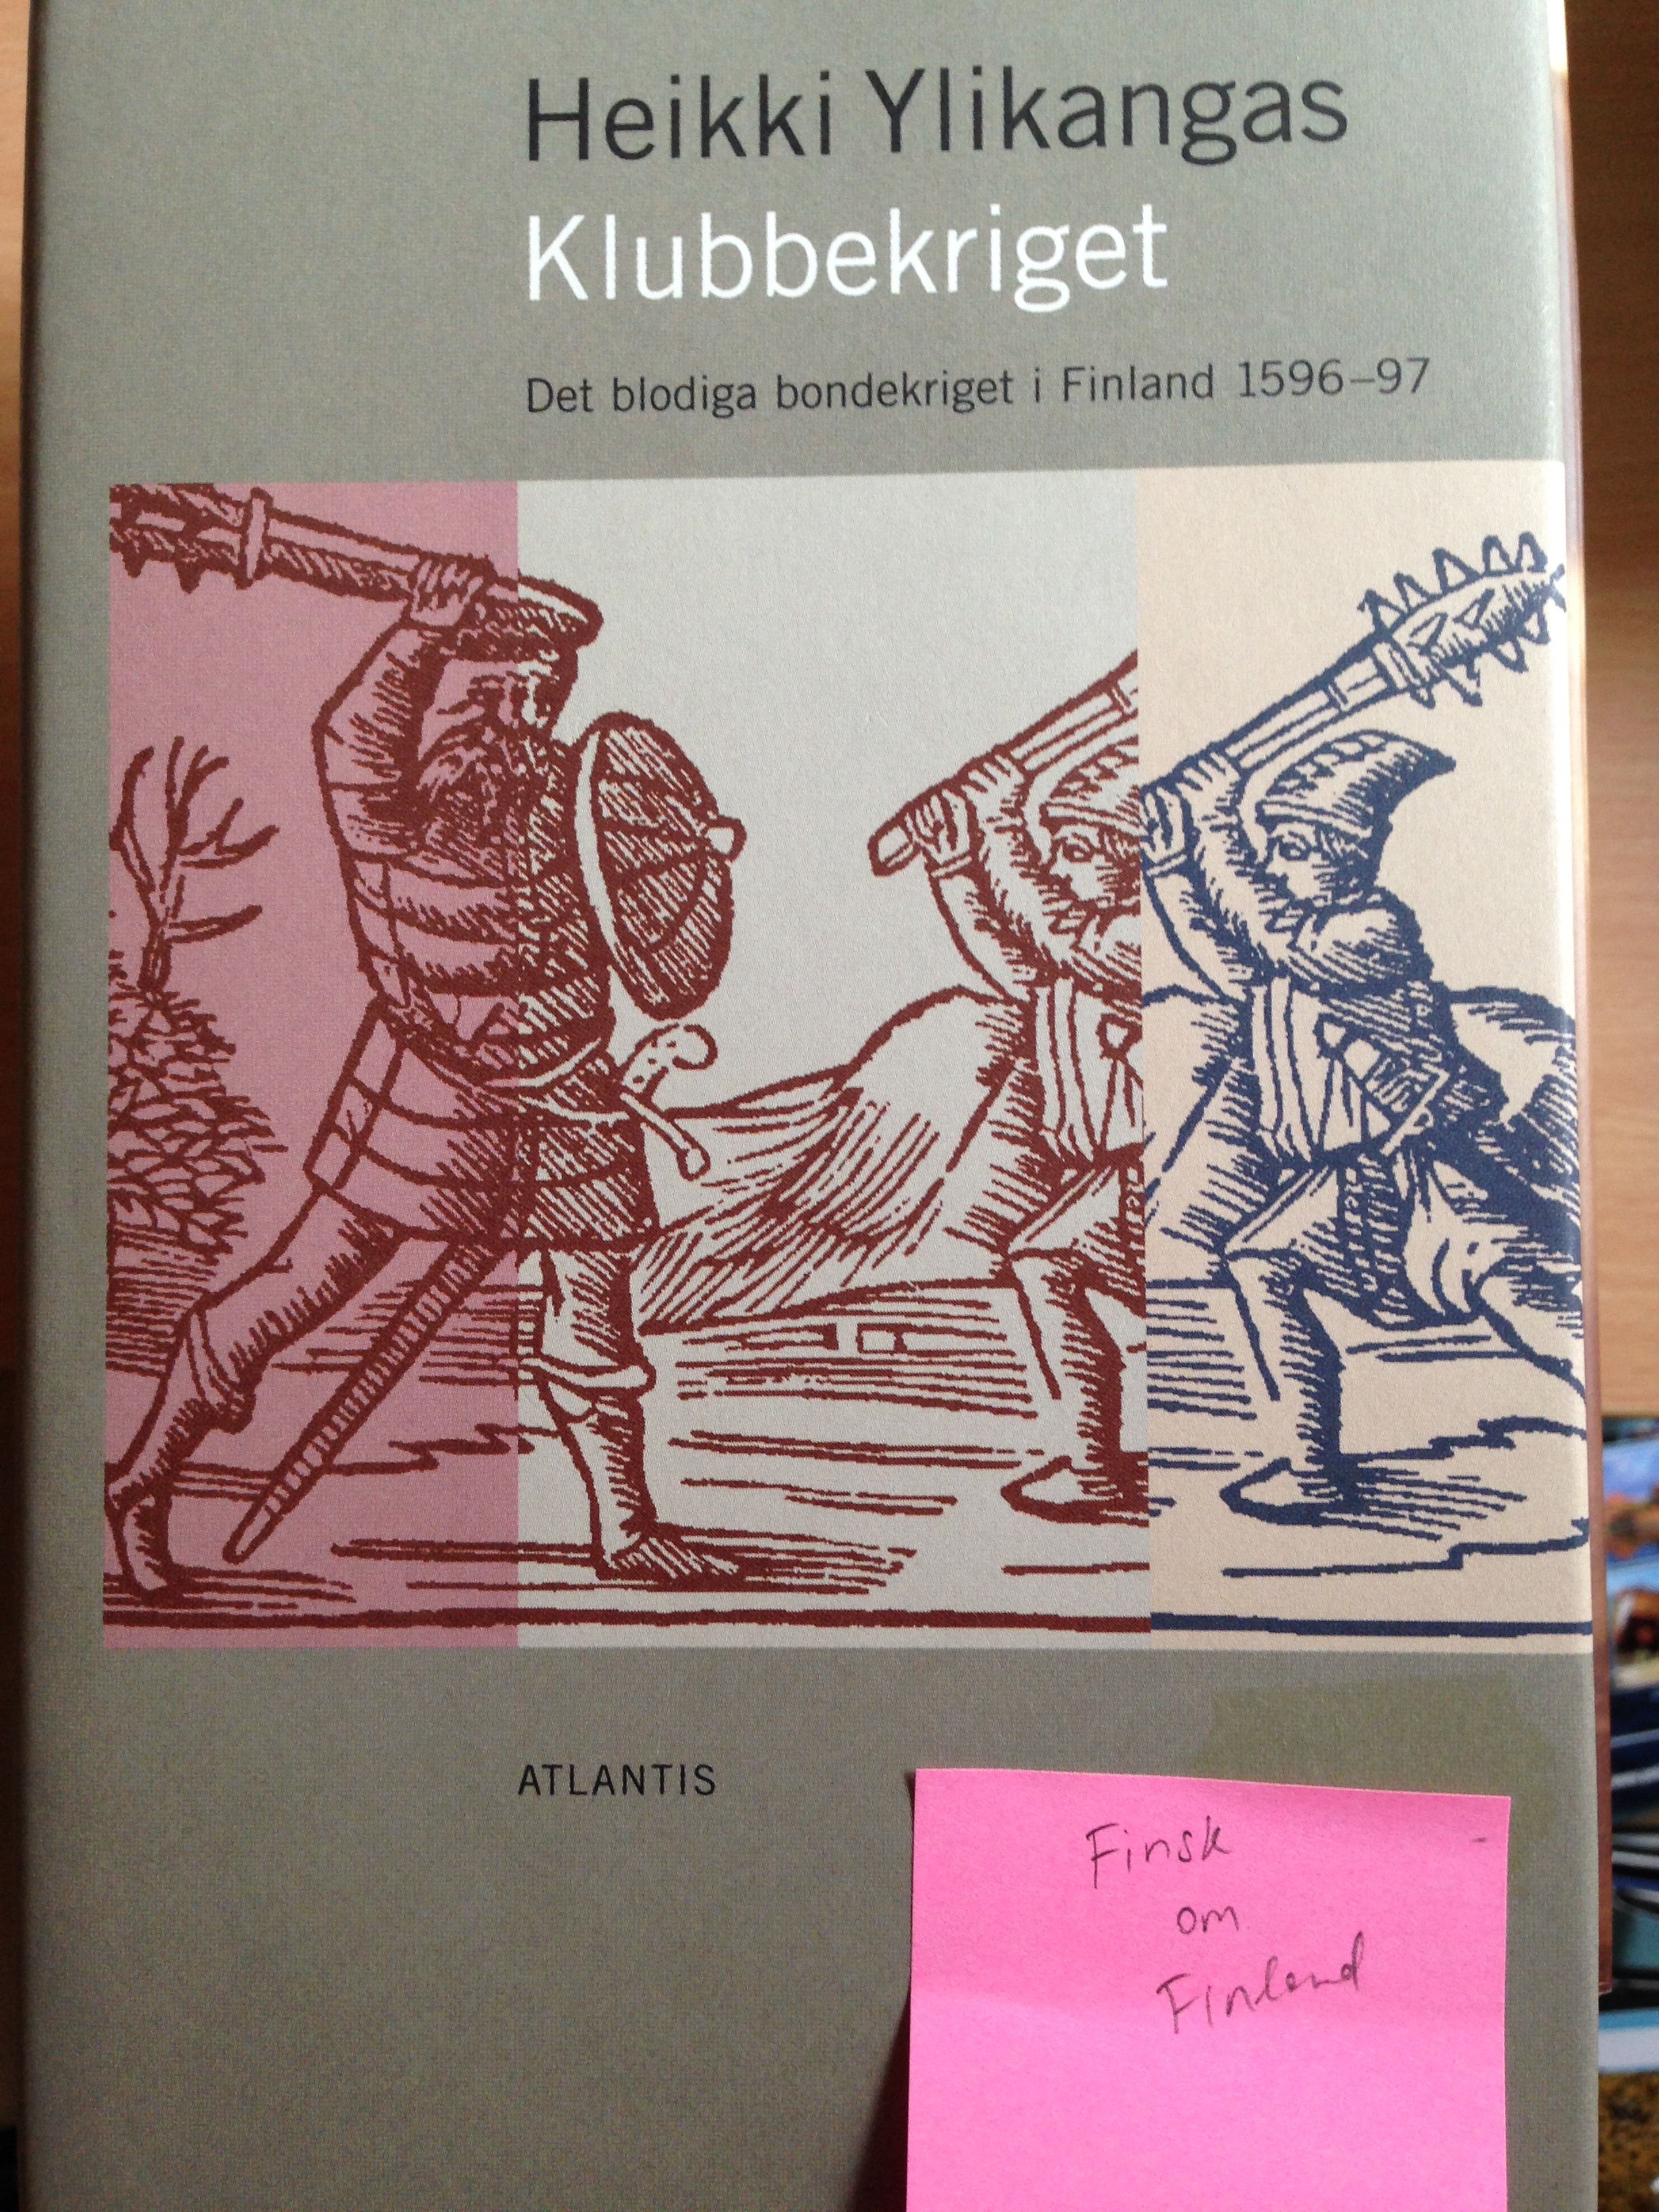 Heikki Ylikangas
Klubbekriget
Det blodiga bondekriget i Finland 1596–97
ATLANTIS
Finsk
om
Finland